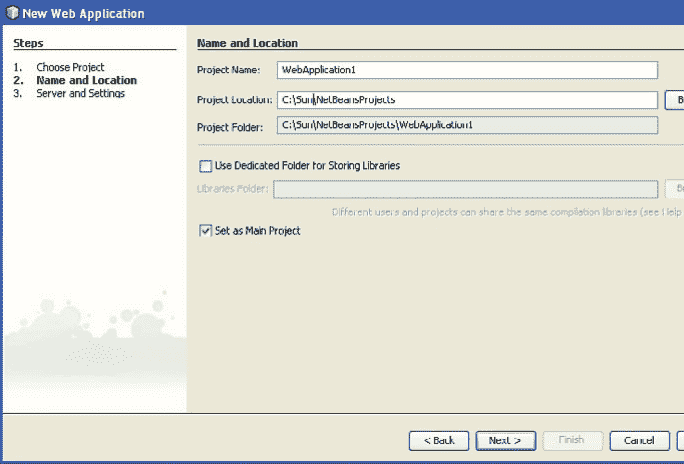 New Web Application
Steps
1. Choose Project
2. Name and Location
3. Server and Settings
Name and Location
Project Name: WebApplication1
Project Location: C:\Sun\NetBeansProjects
Project Folder: C:\Sun\NetBeansProjects\WebApplication1
Use Dedicated Folder for Storing Libraries
Libraries Folder:
Different users and projects can share the same compilation libraries (see Help
Set as Main Project
< Back Next > Finish Cancel